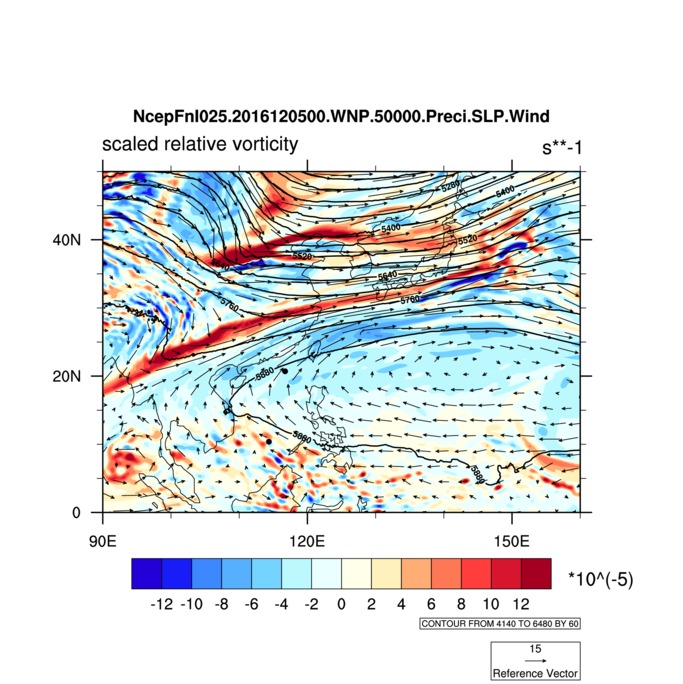 NcepFnl025.2016120500.WNP.50000.Preci.SLP.Wind
scaled relative vorticity s**-1
5280
5400
40N
5400
5520
5520
5640
5760
5760
20N
5880
5880
5880
0
90E 120E 150E
*10^(-5)
-12 -10 -8 -6 -4 -2 0 2 4 6 8 10 12
CONTOUR FROM 4140 TO 6480 BY 60
15
Reference Vector